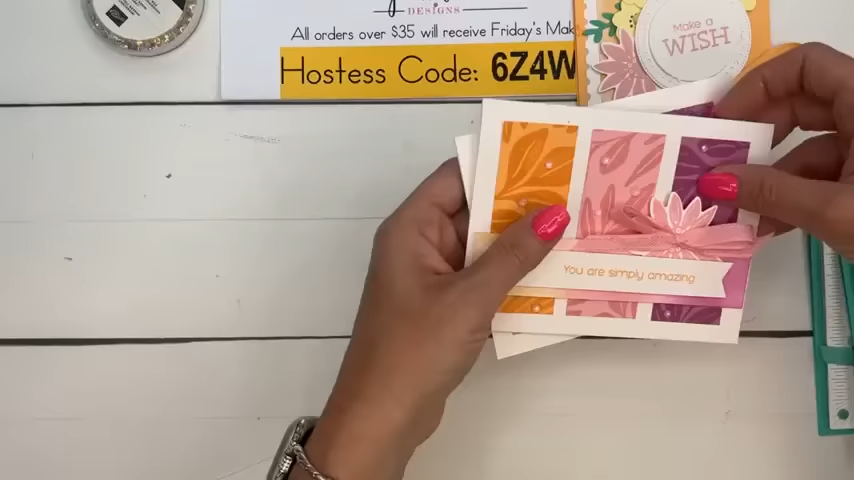 DESIGNS
All orders over $35 will receive Friday's Mak
Hostess Code: 6Z4W
Make a
WISH
You are simply amazing